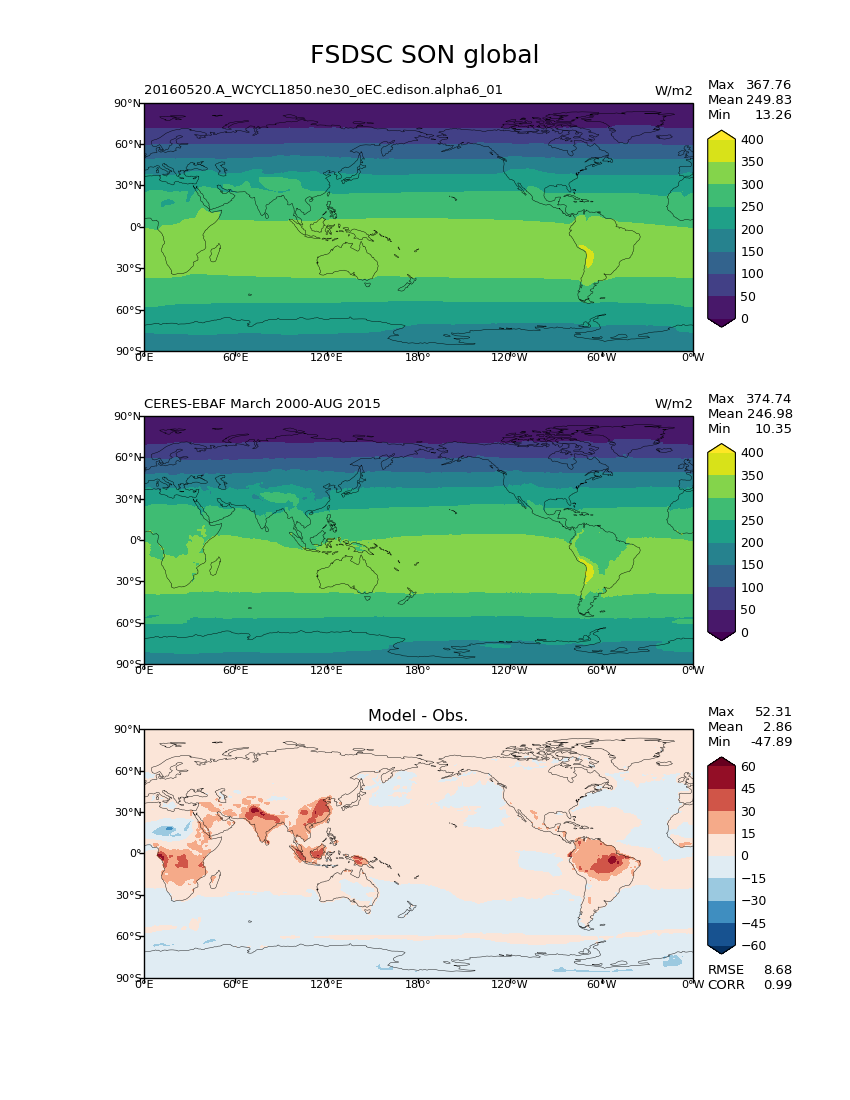 FSDSC SON global
20160520.A_WCYCL1850.ne30_oEC.edison.alpha6_01 W/m2
Max 367.76
Mean 249.83
Min 13.26
90°N
60°N
30°N
0°
30°S
60°S
90°S
0°E 60°E 120°E 180° 120°W 60°W 0°W
400
350
300
250
200
150
100
50
0
CERES-EBAF March 2000-AUG 2015 W/m2
Max 374.74
Mean 246.98
Min 10.35
90°N
60°N
30°N
0°
30°S
60°S
90°S
0°E 60°E 120°E 180° 120°W 60°W 0°W
400
350
300
250
200
150
100
50
0
Model - Obs.
Max 52.31
Mean 2.86
Min -47.89
90°N
60°N
30°N
0°
30°S
60°S
90°S
0°E 60°E 120°E 180° 120°W 60°W 0°W
60
45
30
15
0
−15
−30
−45
−60
RMSE 8.68
CORR 0.99